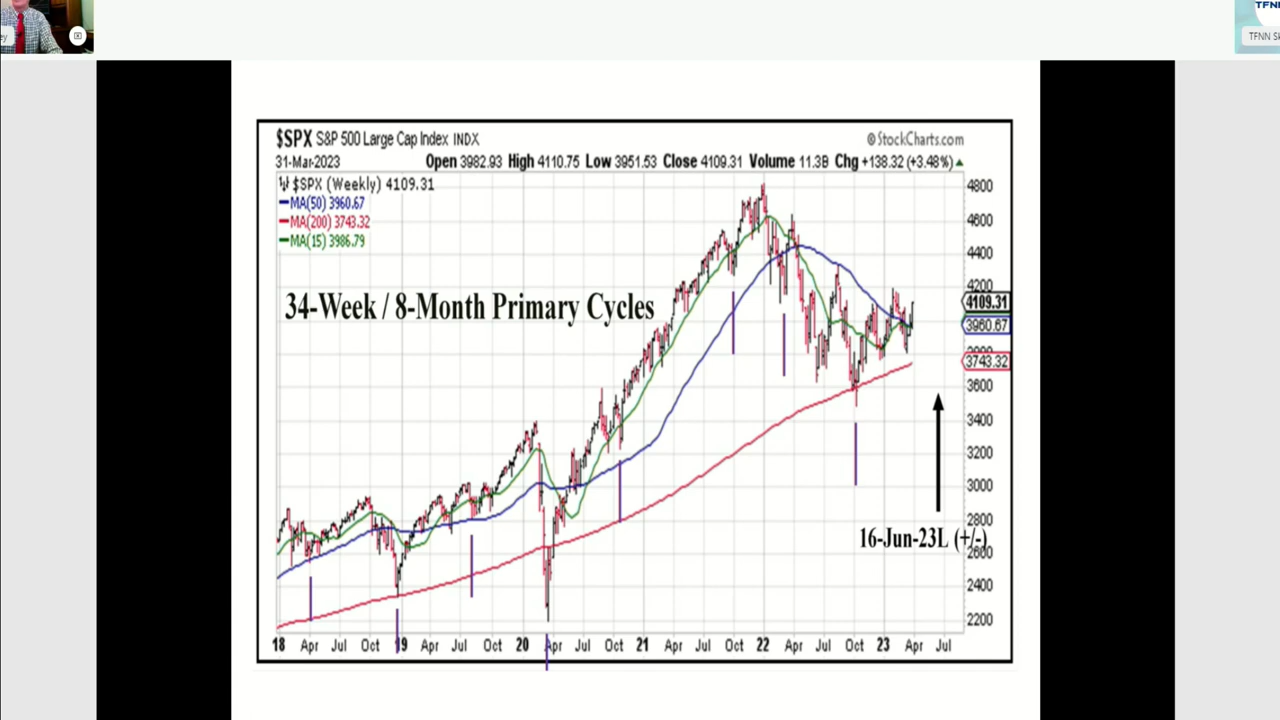 ey
TFNN
TFNN Sk
$SPX S&P 500 Large Cap Index INDX
©StockCharts.com
31-Mar-2023
Open 3982.93 High 4110.75 Low 3951.53 Close 4109.31 Volume 11.3B Chg +138.32 (+3.48%)▲
$SPX (Weekly) 4109.31
MA(50) 3960.67
MA(200) 3743.32
MA(15) 3986.79
4800
4600
4400
4200
34-Week / 8-Month Primary Cycles
4109.31
3960.67
3800
3743.32
3600
3400
3200
3000
2800
16-Jun-23L (+/-)
2600
2400
2200
18 Apr Jul Oct 19 Apr Jul Oct 20 Apr Jul Oct 21 Apr Jul Oct 22 Apr Jul Oct 23 Apr Jul